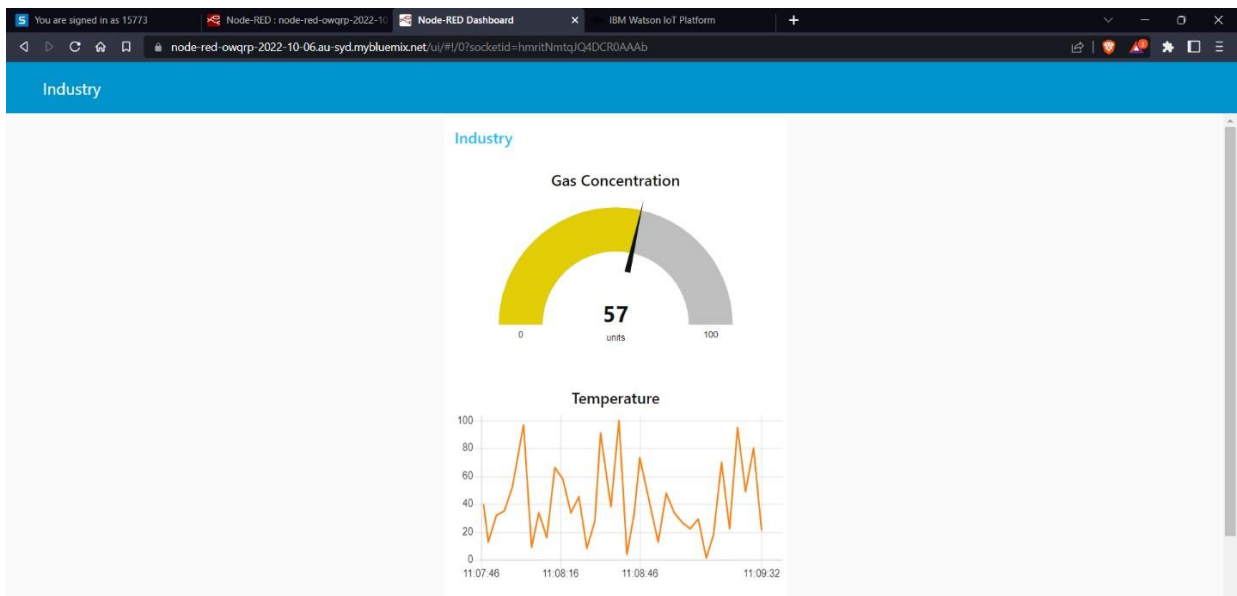 You are signed in as 15773
Node-RED : node-red-owqrp-2022-10
Node-RED Dashboard
IBM Watson IoT Platform
node-red-owqrp-2022-10-06.au-syd.mybluemix.net/ui/#!/0?socketid=hmritNmtqJQ4DCR0AAAb
Industry
Industry
Gas Concentration
57
0 units 100
Temperature
100
80
60
40
20
0
11:07:46 11:08:16 11:08:46 11:09:32